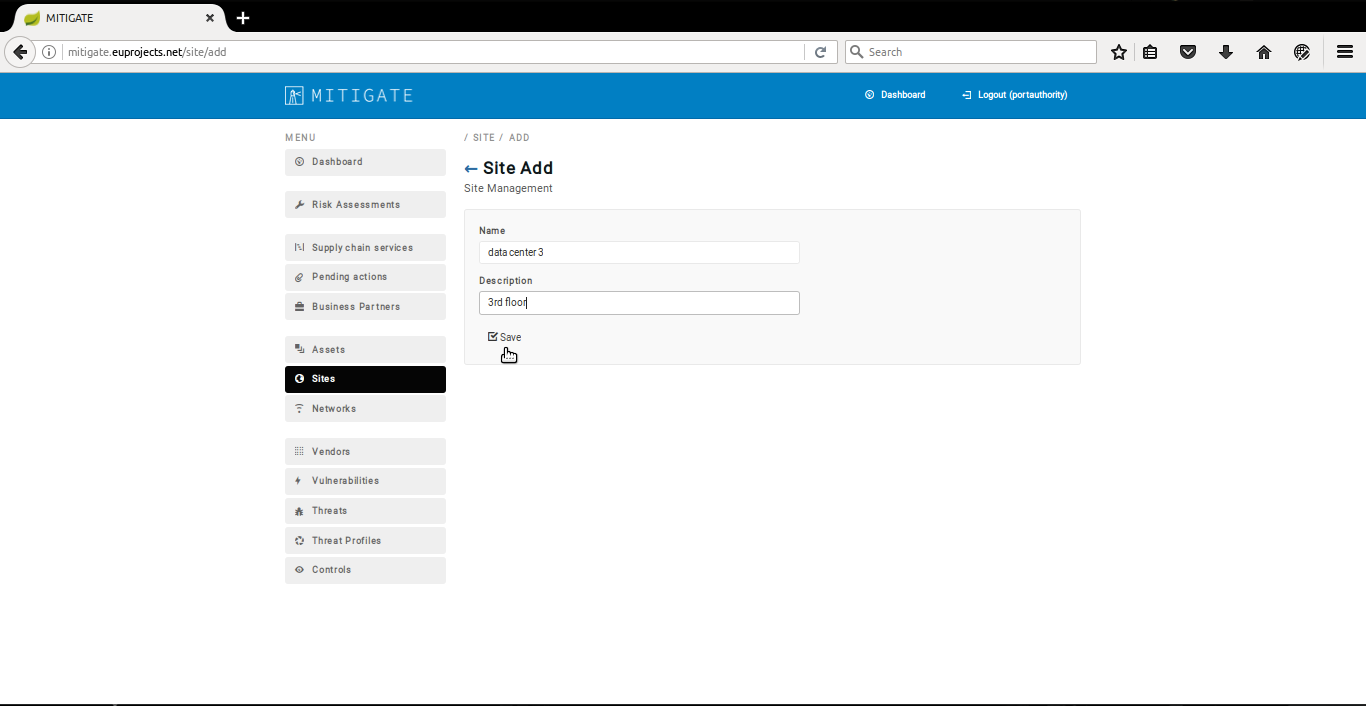 MITIGATE
mitigate.euprojects.net/site/add
Search
MITIGATE
Dashboard
Logout (portauthority)
MENU
Dashboard
Risk Assessments
Supply chain services
Pending actions
Business Partners
Assets
Sites
Networks
Vendors
Vulnerabilities
Threats
Threat Profiles
Controls
/ SITE / ADD
← Site Add
Site Management
Name
data center 3
Description
3rd floor
Save